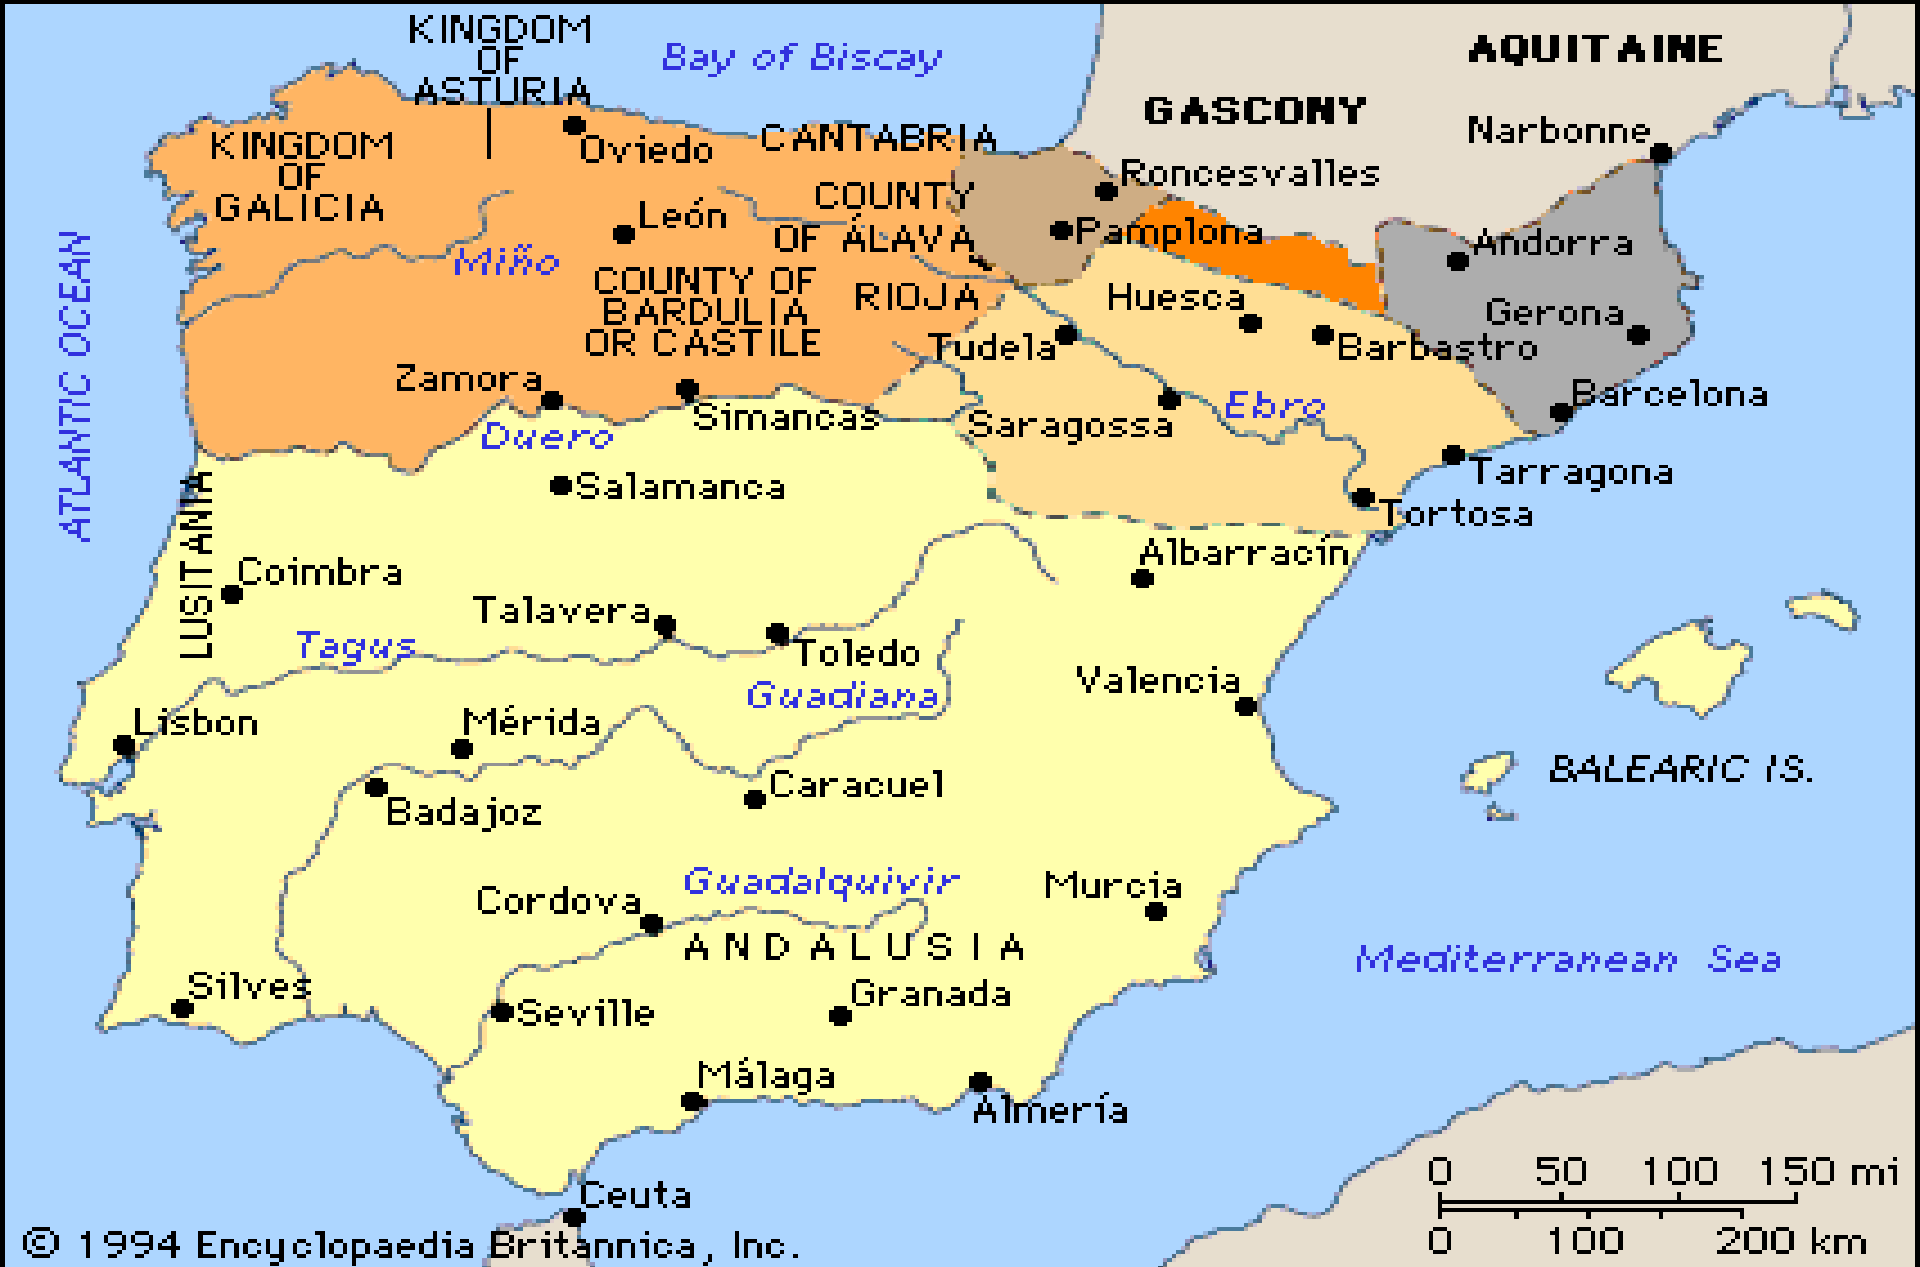 KINGDOM
OF
ASTURIA
Bay of Biscay
AQUITAINE
GASCONY
Narbonne
KINGDOM
OF
GALICIA
Oviedo
CANTABRIA
Roncesvalles
COUNTY
OF ÁLAVA
León
Pamplona
Andorra
Miño
COUNTY OF
BARDULIA
OR CASTILE
RIOJA
Huesca
Gerona
Tudela
Barbastro
ATLANTIC OCEAN
Zamora
Simancas
Saragossa
Ebro
Barcelona
Duero
Salamanca
Tarragona
Tortosa
LUSITANIA
Coimbra
Albarracín
Talavera
Tagus
Toledo
Valencia
Guadiana
Lisbon
Mérida
BALEARIC IS.
Caracuel
Badajoz
Guadalquivir
Murcia
Cordova
ANDALUSIA
Mediterranean Sea
Silves
Seville
Granada
Málaga
Almería
Ceuta
0 50 100 150 mi
0 100 200 km
© 1994 Encyclopaedia Britannica, Inc.